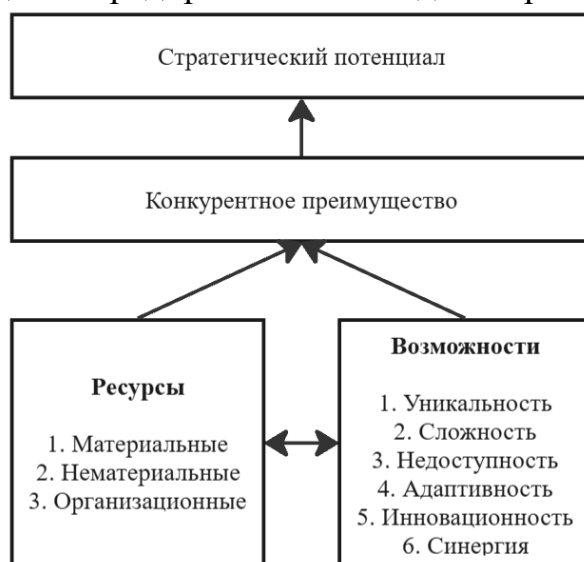 Стратегический потенциал
Конкурентное преимущество
Ресурсы
1. Материальные
2. Нематериальные
3. Организационные
Возможности
1. Уникальность
2. Сложность
3. Недоступность
4. Адаптивность
5. Инновационность
6. Синергия